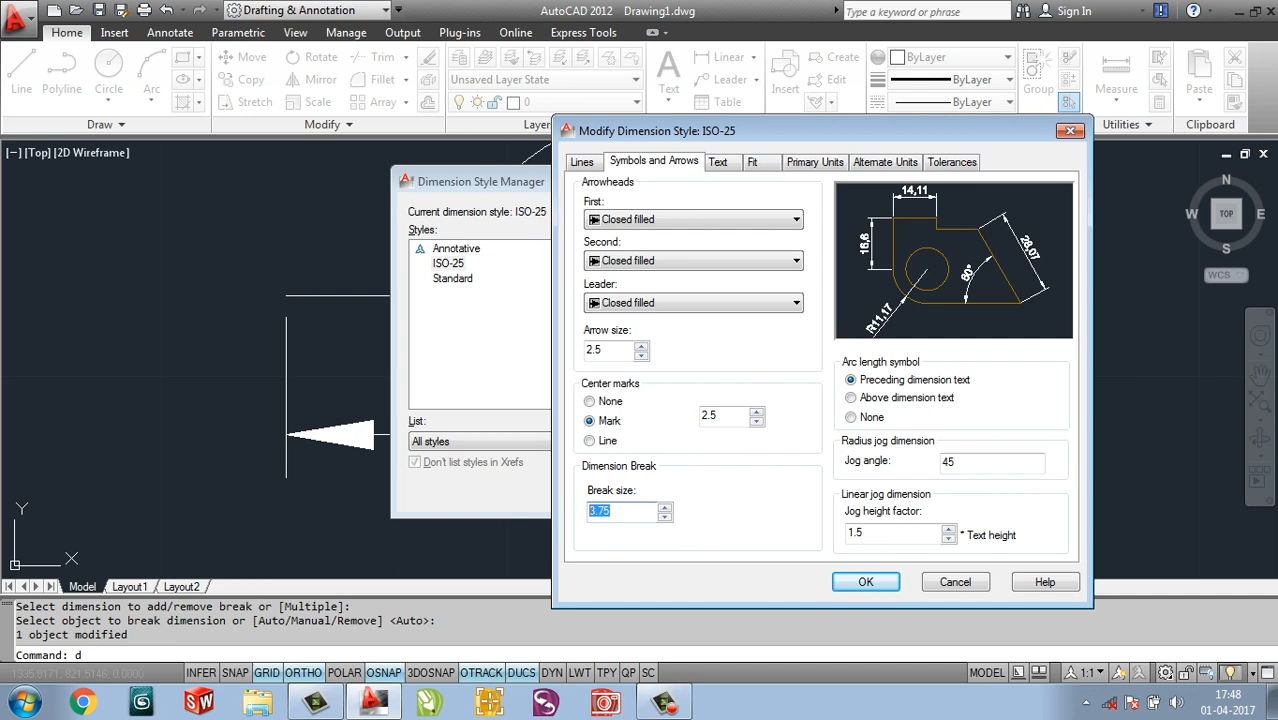 Drafting & Annotation
AutoCAD 2012 Drawing1.dwg
Type a keyword or phrase
Sign In
Home Insert Annotate Parametric View Manage Output Plug-ins Online Express Tools
Line Polyline Circle Arc
Move Rotate Trim
Copy Mirror Fillet
Stretch Scale Array
Unsaved Layer State
0
Text
Linear
Leader
Table
Insert
Create
Edit
ByLayer
ByLayer
ByLayer
Group
Measure
Paste
Draw
Modify
Layer
Utilities
Clipboard
[−] [Top] [2D Wireframe]
Dimension Style Manager
Current dimension style: ISO-25
Styles:
Annotative
ISO-25
Standard
List:
All styles
Don't list styles in Xrefs
Modify Dimension Style: ISO-25
Lines Symbols and Arrows Text Fit Primary Units Alternate Units Tolerances
Arrowheads
First:
Closed filled
Second:
Closed filled
Leader:
Closed filled
Arrow size:
2.5
Center marks
None
Mark
2.5
Line
Dimension Break
Break size:
3.75
14,11
16,6
28,07
60°
R11,17
Arc length symbol
Preceding dimension text
Above dimension text
None
Radius jog dimension
Jog angle: 45
Linear jog dimension
Jog height factor:
1.5 * Text height
OK Cancel Help
N
W TOP E
S
WCS
Y
X
Model Layout1 Layout2
Select dimension to add/remove break or [Multiple]:
Select object to break dimension or [Auto/Manual/Remove] <Auto>:
1 object modified
Command: d
INFER SNAP GRID ORTHO POLAR OSNAP 3DOSNAP OTRACK DUCS DYN LWT TPY QP SC
MODEL
1:1
17:48
01-04-2017